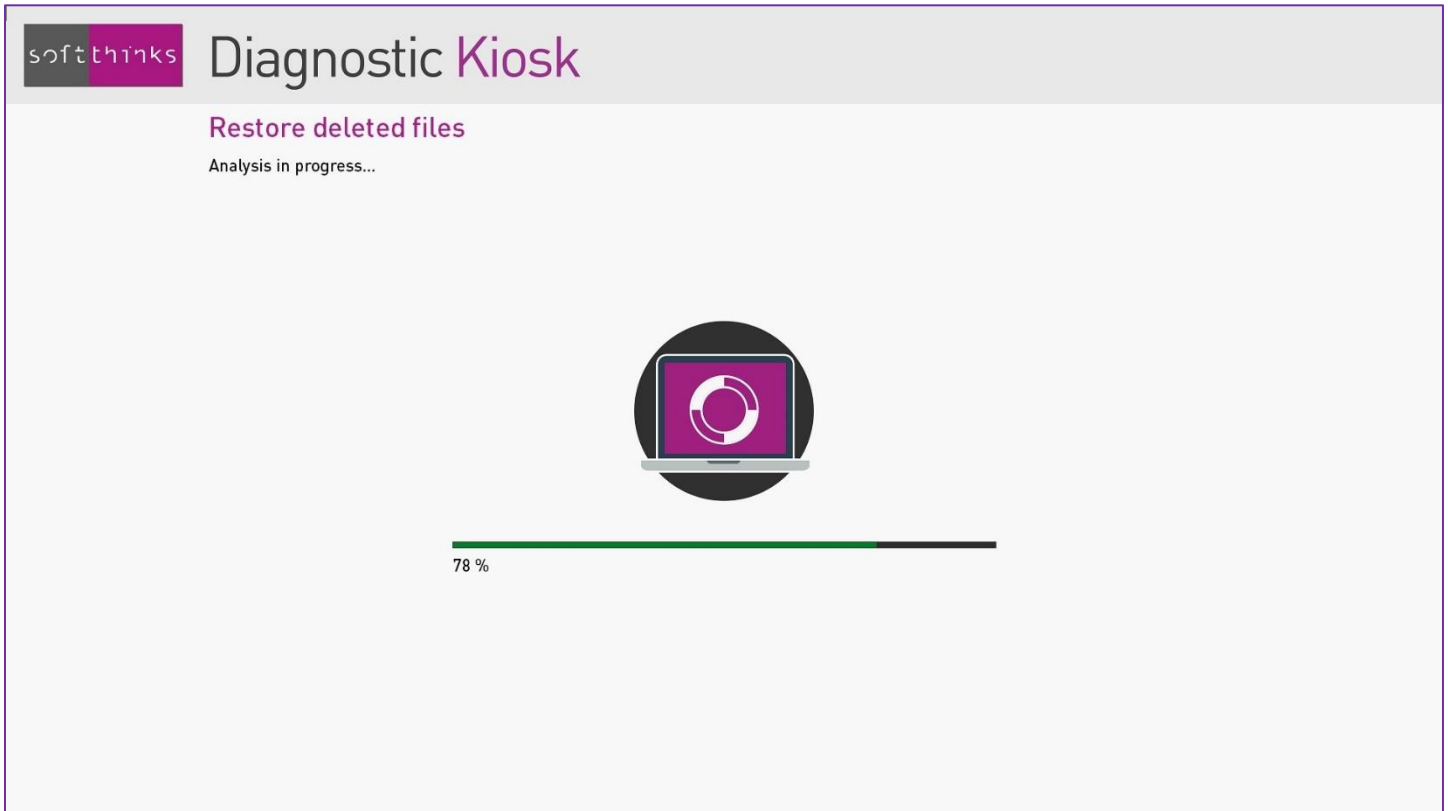 softthinks
Diagnostic Kiosk
Restore deleted files
Analysis in progress...
78 %